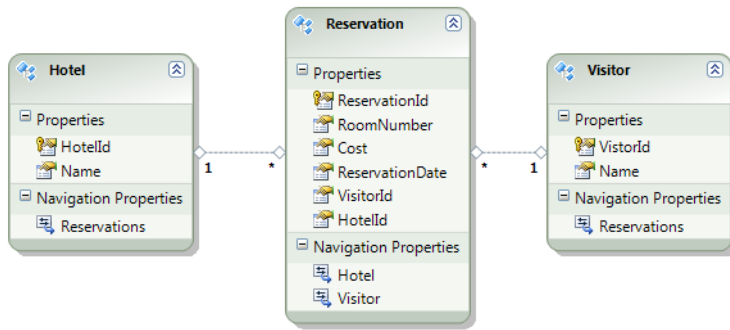 Hotel
Properties
HotelId
Name
Navigation Properties
Reservations
1
*
Reservation
Properties
ReservationId
RoomNumber
Cost
ReservationDate
VisitorId
HotelId
Navigation Properties
Hotel
Visitor
*
1
Visitor
Properties
VistorId
Name
Navigation Properties
Reservations